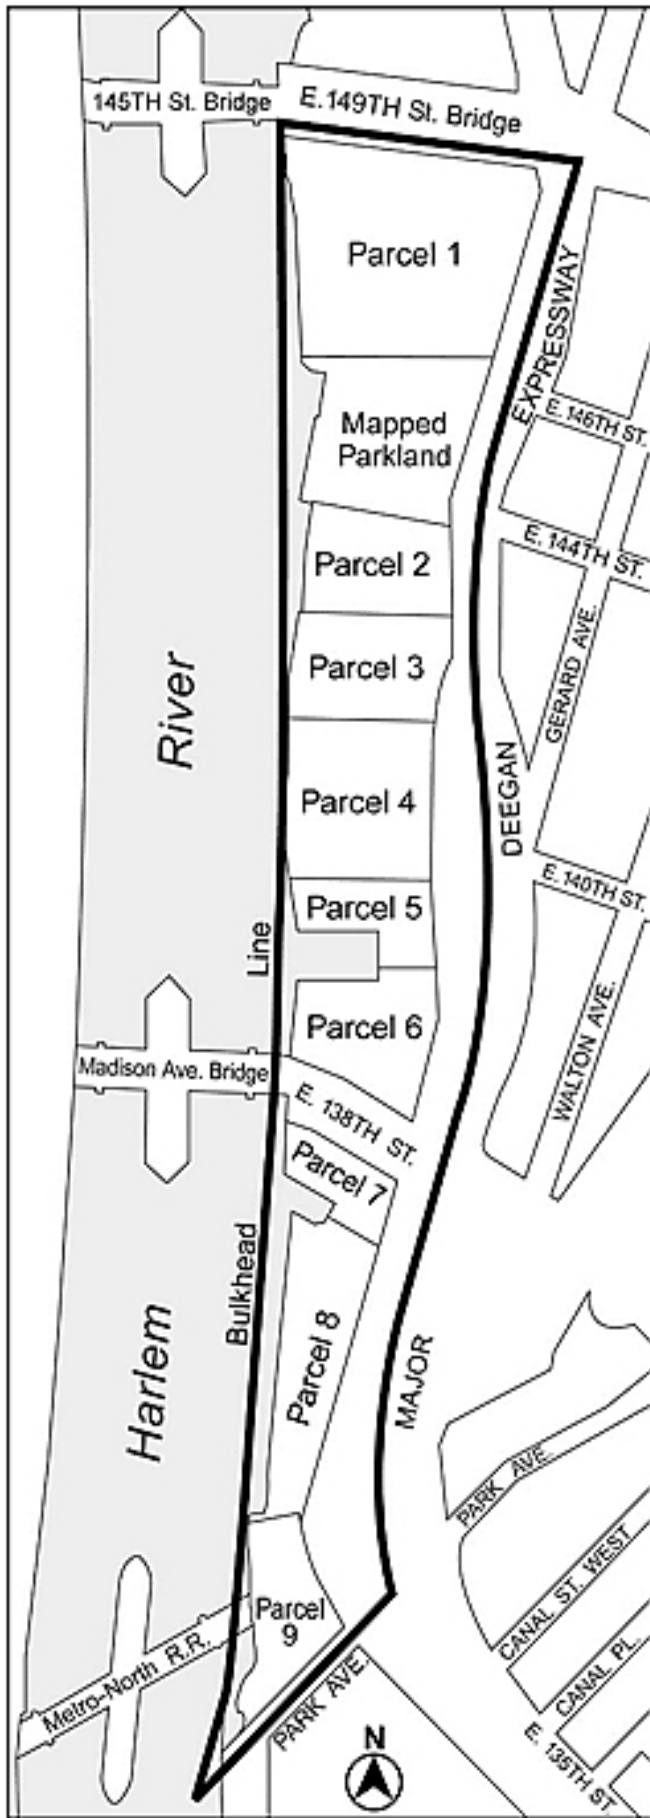 145TH St. Bridge
E. 149TH St. Bridge
Parcel 1
EXPRESSWAY
E. 146TH ST.
Mapped
Parkland
E. 144TH ST.
Parcel 2
GERARD AVE.
Parcel 3
River
DEEGAN
Parcel 4
E. 140TH ST.
Parcel 5
Line
WALTON AVE.
Parcel 6
Madison Ave. Bridge
E. 138TH ST.
Parcel 7
Bulkhead
Parcel 8
Harlem
MAJOR
PARK AVE.
CANAL ST. WEST
Parcel
9
Metro-North R.R.
CANAL PL.
PARK AVE.
E. 135TH ST.
N